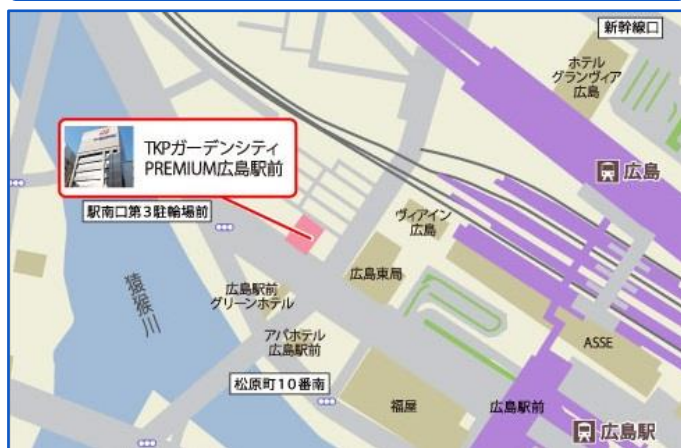 新幹線口
ホテル
グランヴィア
広島
TKPガーデンシティ
PREMIUM広島駅前
広島
駅南口第3駐輪場前
ヴィアイン
広島
猿猴川
広島東局
広島駅前
グリーンホテル
アパホテル
広島駅前
ASSE
松原町10番南
福屋
広島駅前
広島駅